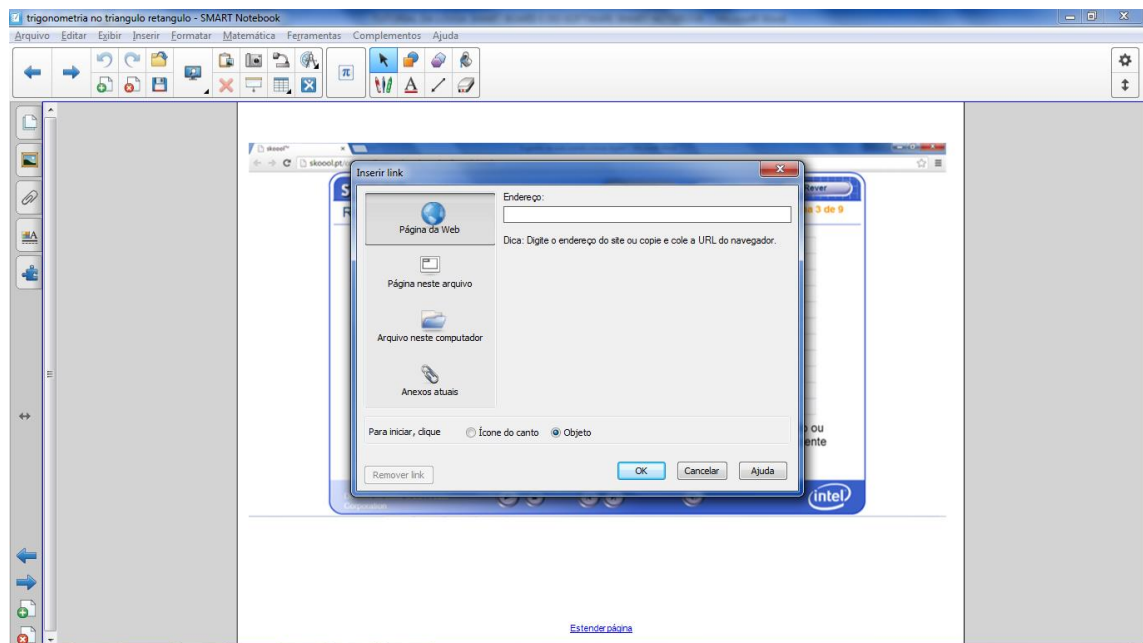 trigonometria no triangulo retangulo - SMART Notebook
Arquivo Editar Exibir Inserir Formatar Matemática Ferramentas Complementos Ajuda
π
A
skoool™
skoool.pt/
Inserir link
S
Rever
R
a 3 de 9
Página da Web
Endereço:
Dica: Digite o endereço do site ou copie e cole a URL do navegador.
Página neste arquivo
Arquivo neste computador
Anexos atuais
ou
ente
Para iniciar, clique Ícone do canto Objeto
Remover link
OK Cancelar Ajuda
Corporation
intel
Estender página